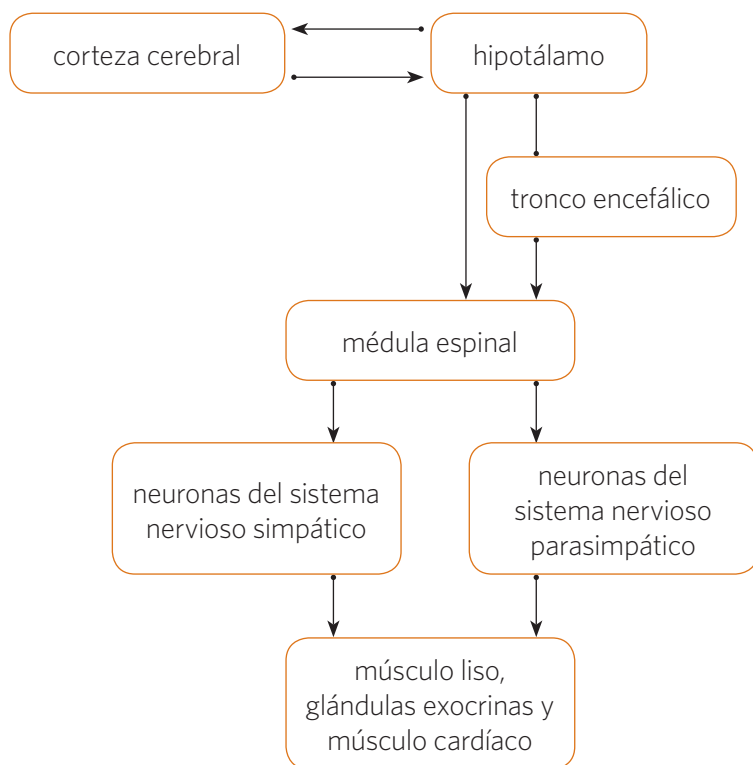 corteza cerebral
hipotálamo
tronco encefálico
médula espinal
neuronas del sistema
nervioso simpático
neuronas del
sistema nervioso
parasimpático
músculo liso,
glándulas exocrinas y
músculo cardíaco